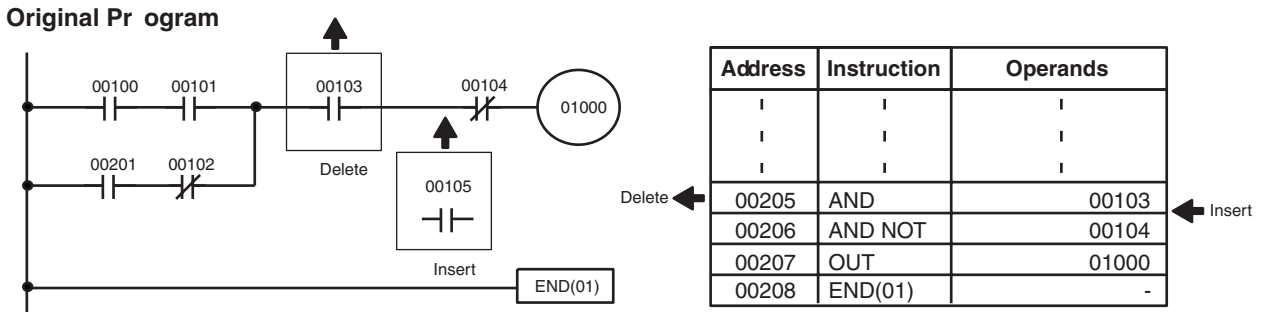 Original Pr ogram
00100 00101 00103 00104
01000
00201 00102
Delete
00105
Insert
END(01)
Address Instruction Operands
Delete
00205 AND 00103
Insert
00206 AND NOT 00104
00207 OUT 01000
00208 END(01) -